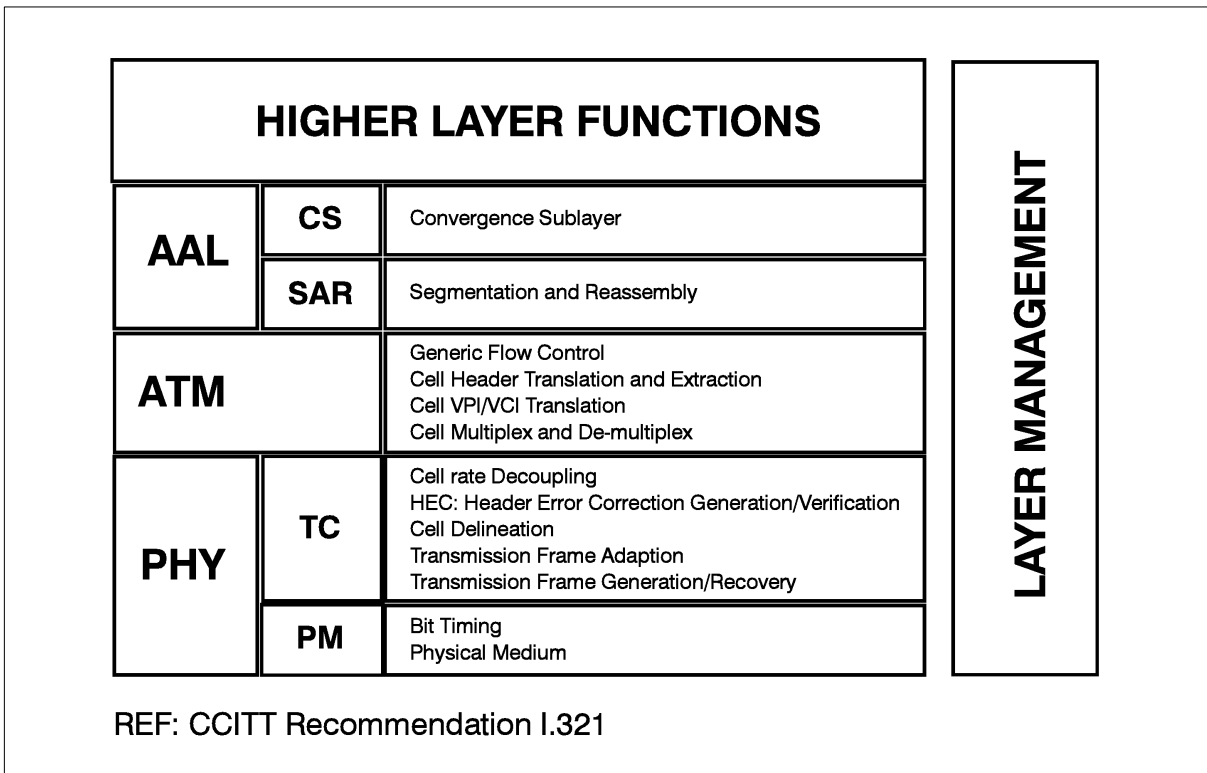 HIGHER LAYER FUNCTIONS
AAL
CS
Convergence Sublayer
SAR
Segmentation and Reassembly
ATM
Generic Flow Control
Cell Header Translation and Extraction
Cell VPI/VCI Translation
Cell Multiplex and De-multiplex
PHY
TC
Cell rate Decoupling
HEC: Header Error Correction Generation/Verification
Cell Delineation
Transmission Frame Adaption
Transmission Frame Generation/Recovery
PM
Bit Timing
Physical Medium
LAYER MANAGEMENT
REF: CCITT Recommendation I.321